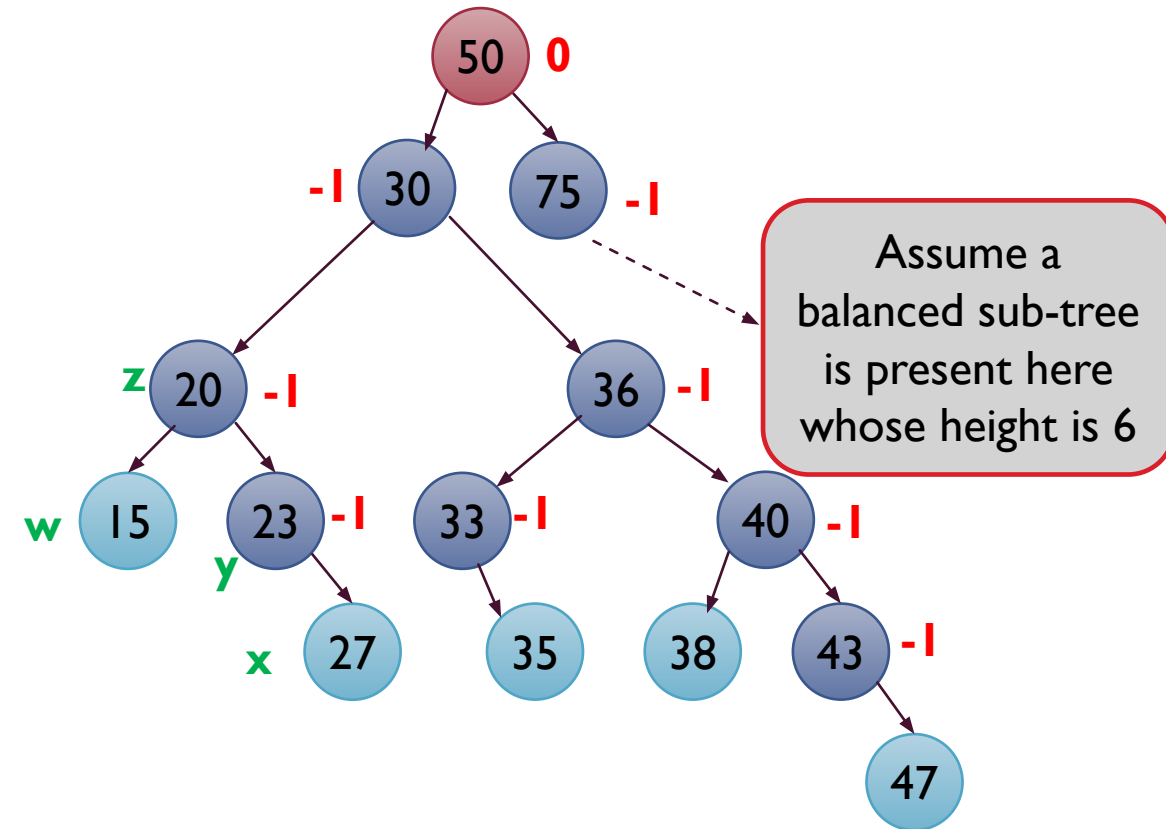 50 0
-1 30 75 -1
Assume a
balanced sub-tree
is present here
whose height is 6
z 20 -1 36 -1
w 15 23 -1 33 -1 40 -1
y
x 27 35 38 43 -1
47